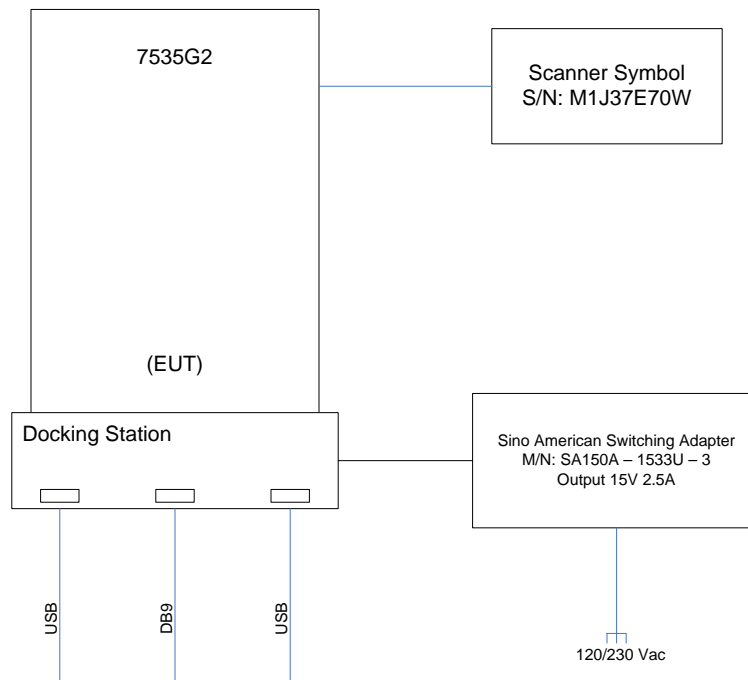 7535G2
Scanner Symbol
S/N: M1J37E70W
(EUT)
Docking Station
Sino American Switching Adapter
M/N: SA150A – 1533U – 3
Output 15V 2.5A
USB
DB9
USB
120/230 Vac